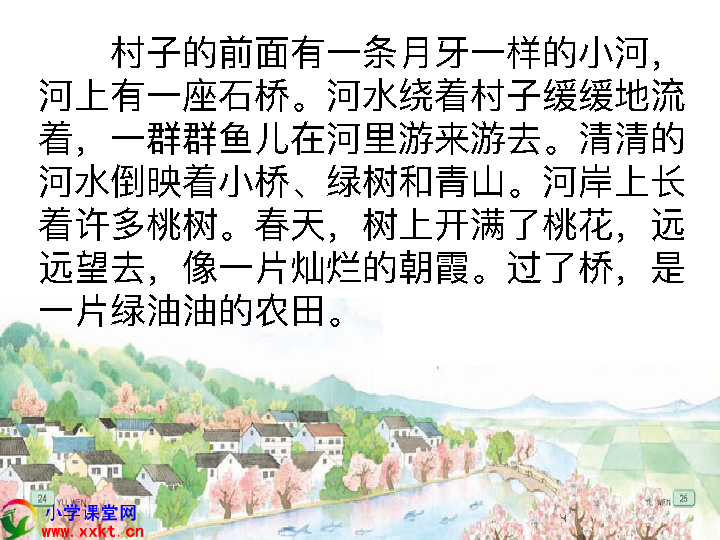 村子的前面有一条月牙一样的小河，
河上有一座石桥。河水绕着村子缓缓地流
着，一群群鱼儿在河里游来游去。清清的
河水倒映着小桥、绿树和青山。河岸上长
着许多桃树。春天，树上开满了桃花，远
远望去，像一片灿烂的朝霞。过了桥，是
一片绿油油的农田。
24 YU WEN
YU WEN 25
小学课堂网
www.xxkt.cn